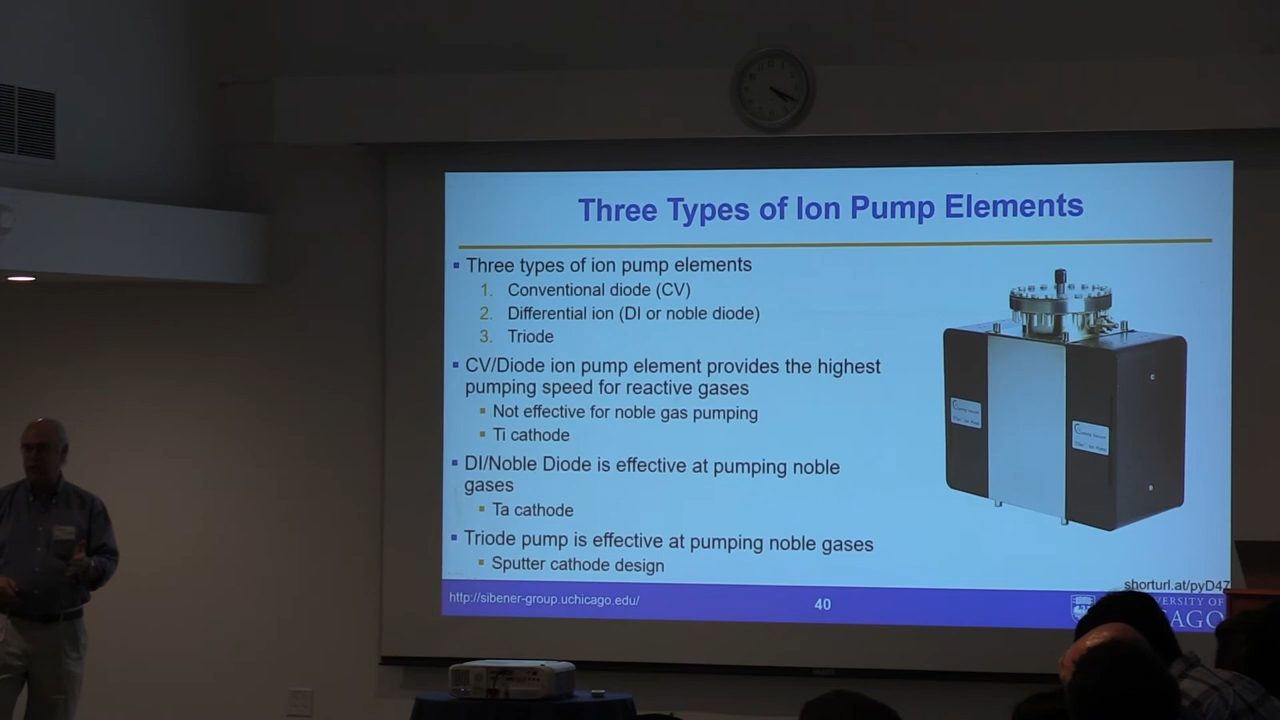 Three Types of Ion Pump Elements
Three types of ion pump elements
1. Conventional diode (CV)
2. Differential ion (DI or noble diode)
3. Triode
CV/Diode ion pump element provides the highest
pumping speed for reactive gases
Not effective for noble gas pumping
Ti cathode
DI/Noble Diode is effective at pumping noble
gases
Ta cathode
Triode pump is effective at pumping noble gases
Sputter cathode design
shorturl.at/pyD47
http://sibener-group.uchicago.edu/
40